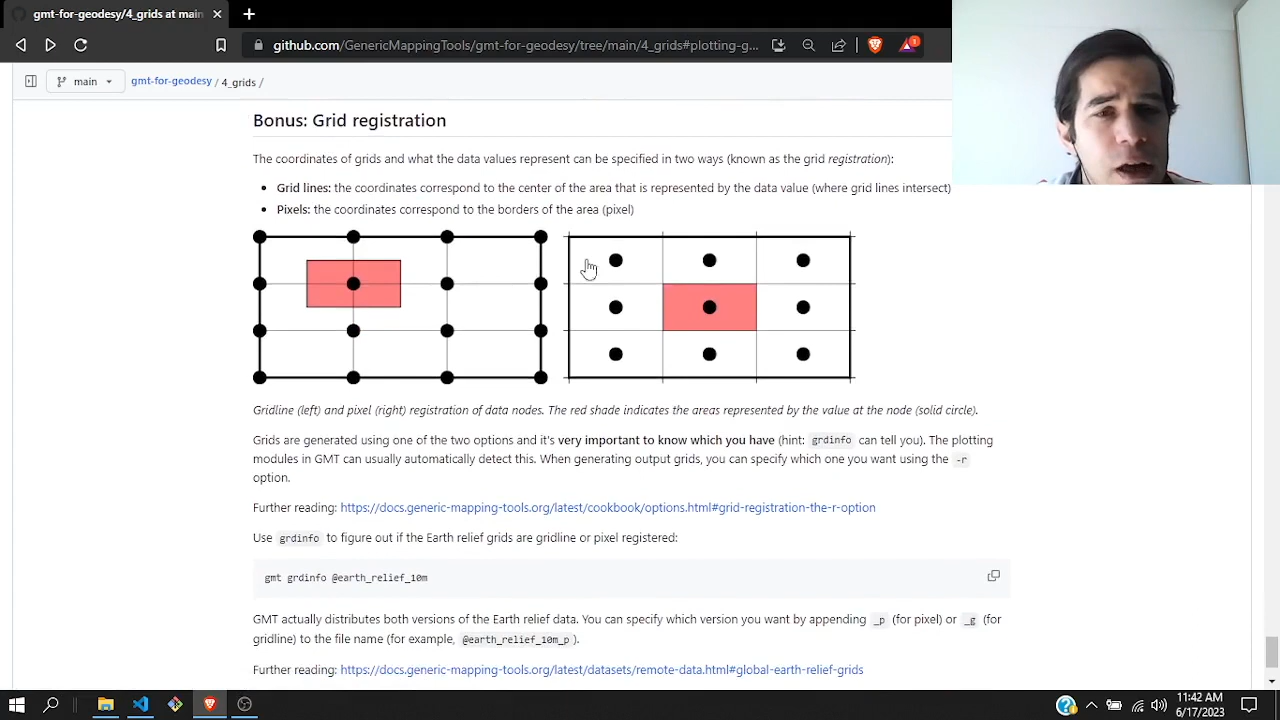 gmt-for-geodesy/4_grids at main
github.com/GenericMappingTools/gmt-for-geodesy/tree/main/4_grids#plotting-g...
main
gmt-for-geodesy / 4_grids /
Bonus: Grid registration
The coordinates of grids and what the data values represent can be specified in two ways (known as the grid registration):
Grid lines: the coordinates correspond to the center of the area that is represented by the data value (where grid lines intersect)
Pixels: the coordinates correspond to the borders of the area (pixel)
Gridline (left) and pixel (right) registration of data nodes. The red shade indicates the areas represented by the value at the node (solid circle).
Grids are generated using one of the two options and it's very important to know which you have (hint: grdinfo can tell you). The plotting
modules in GMT can usually automatically detect this. When generating output grids, you can specify which one you want using the -r
option.
Further reading: https://docs.generic-mapping-tools.org/latest/cookbook/options.html#grid-registration-the-r-option
Use grdinfo to figure out if the Earth relief grids are gridline or pixel registered:
gmt grdinfo @earth_relief_10m
GMT actually distributes both versions of the Earth relief data. You can specify which version you want by appending _p (for pixel) or _g (for
gridline) to the file name (for example, @earth_relief_10m_p).
Further reading: https://docs.generic-mapping-tools.org/latest/datasets/remote-data.html#global-earth-relief-grids
11:42 AM
6/17/2023